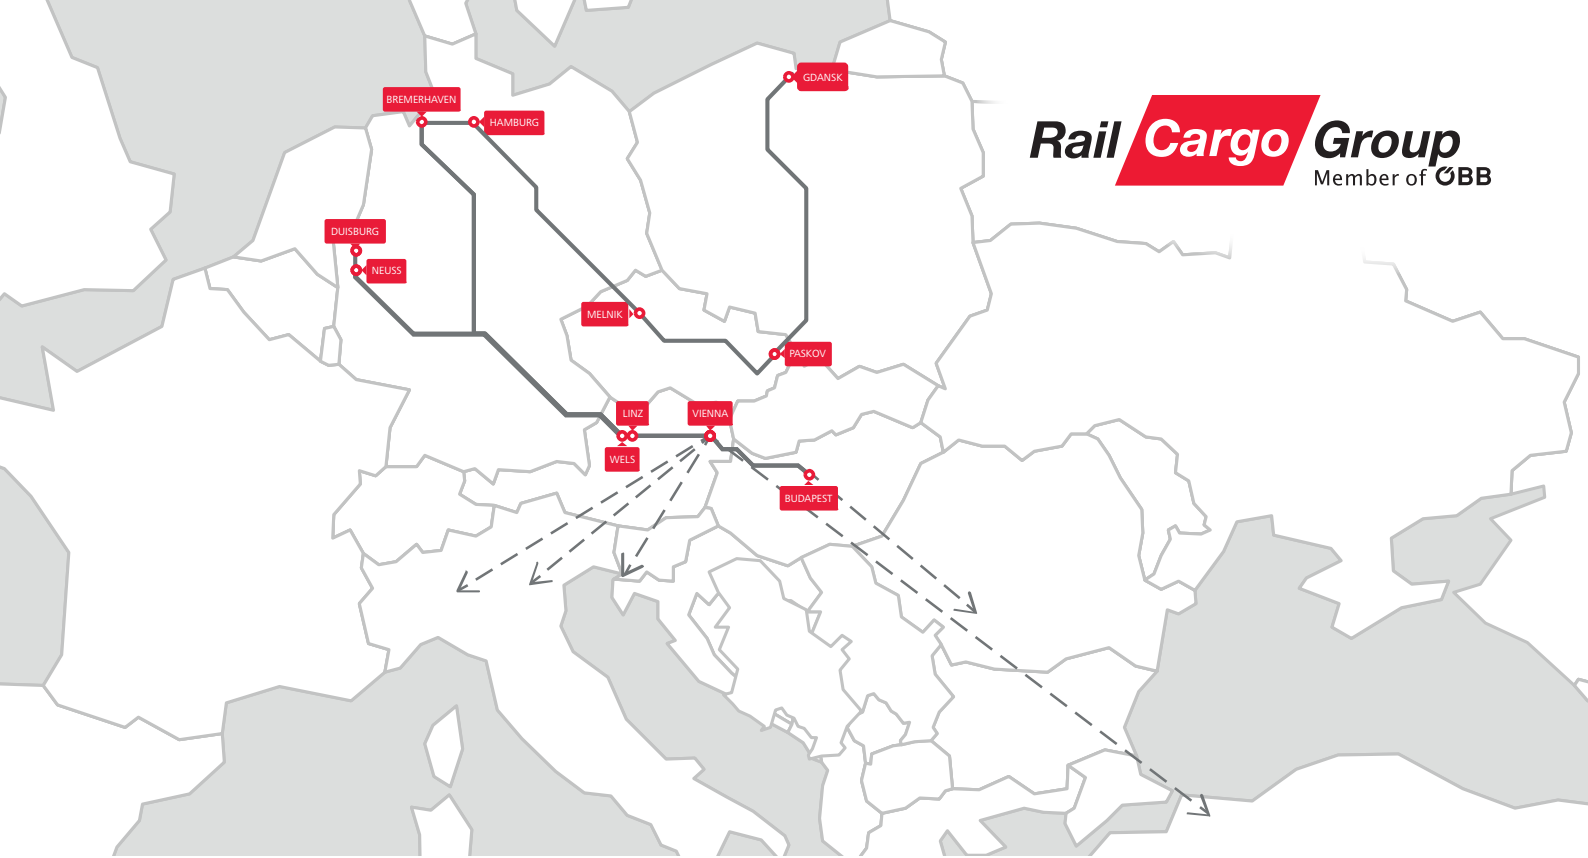 GDANSK
BREMERHAVEN
HAMBURG
Rail Cargo Group
Member of ÖBB
DUISBURG
NEUSS
MELNIK
PASKOV
LINZ
VIENNA
WELS
BUDAPEST